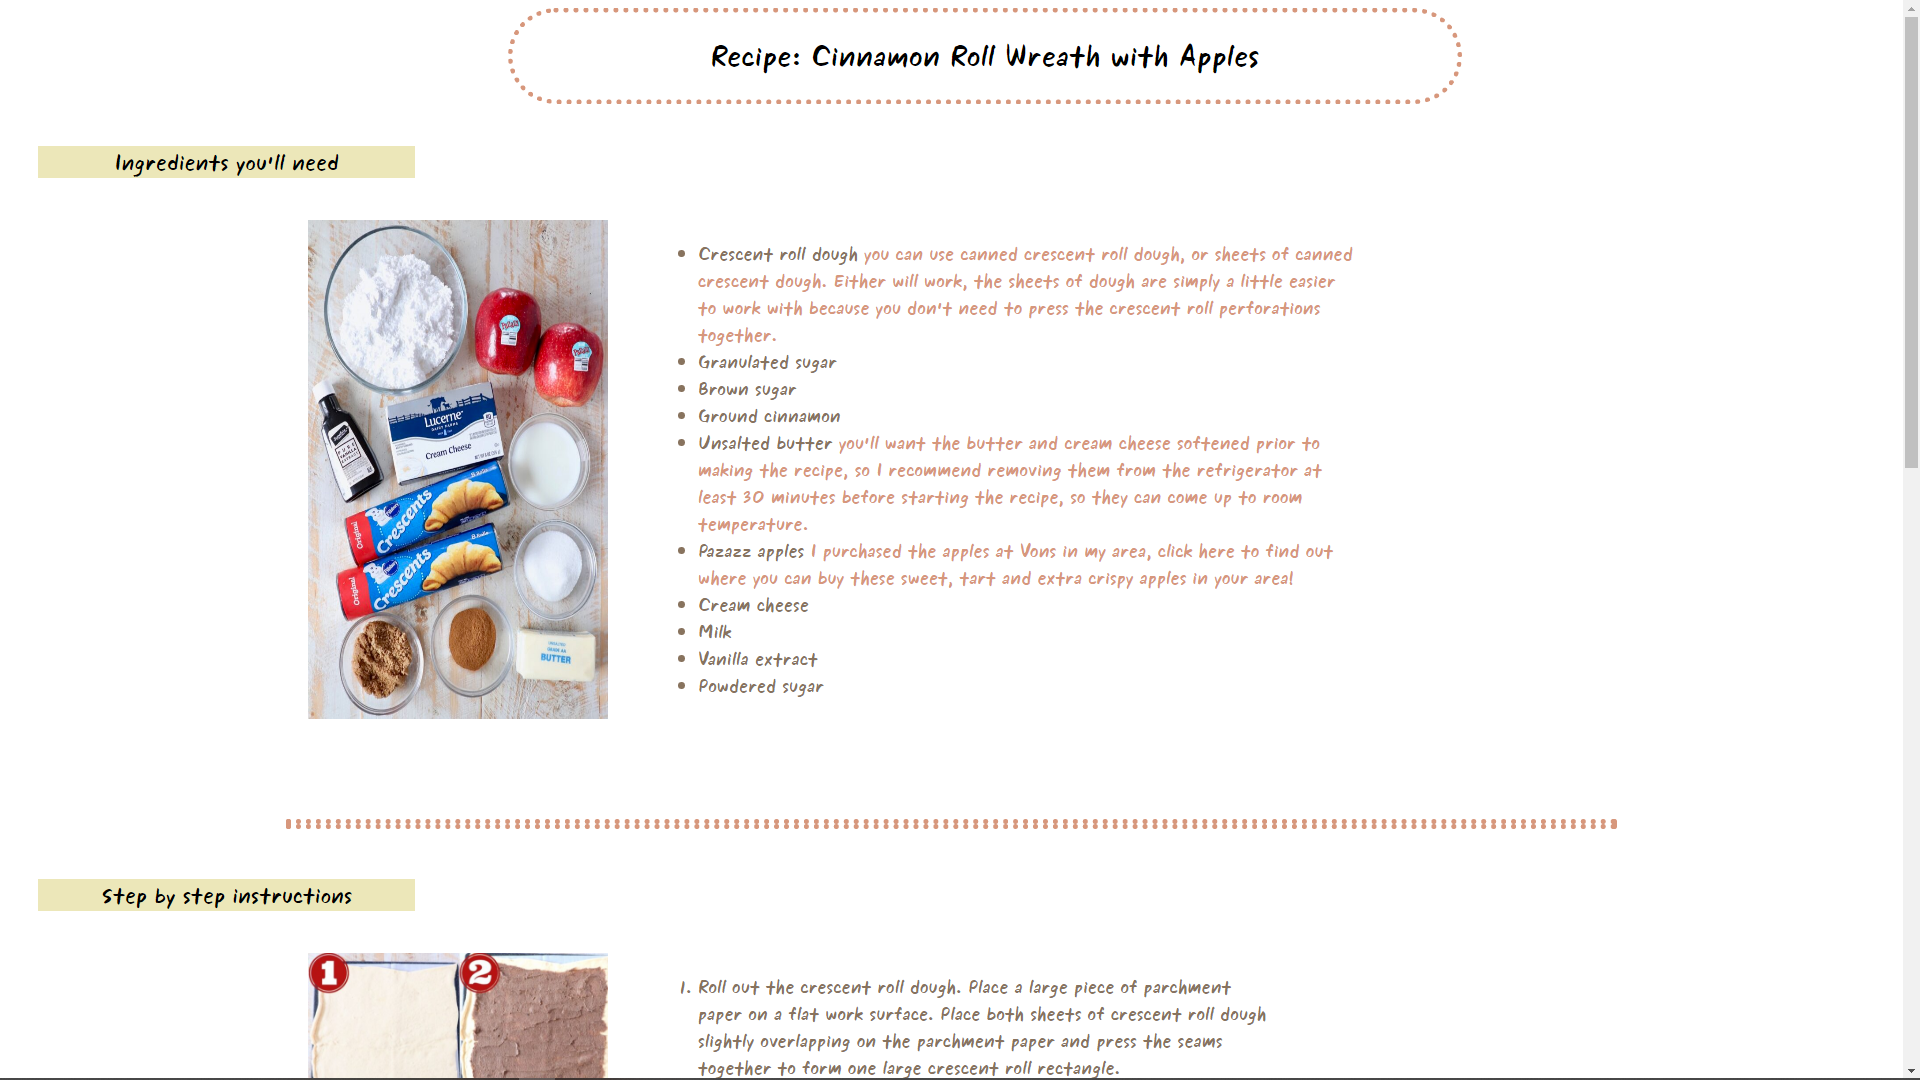 Recipe: Cinnamon Roll Wreath with Apples
Ingredients you'll need
Lucerne
Cream Cheese
Original
Crescents
Original
Crescents
BUTTER
Crescent roll dough you can use canned crescent roll dough, or sheets of canned
crescent dough. Either will work, the sheets of dough are simply a little easier
to work with because you don't need to press the crescent roll perforations
together.
Granulated sugar
Brown sugar
Ground cinnamon
Unsalted butter you'll want the butter and cream cheese softened prior to
making the recipe, so I recommend removing them from the refrigerator at
least 30 minutes before starting the recipe, so they can come up to room
temperature.
Pazazz apples I purchased the apples at Vons in my area, click here to find out
where you can buy these sweet, tart and extra crispy apples in your area!
Cream cheese
Milk
Vanilla extract
Powdered sugar
Step by step instructions
1
2
1. Roll out the crescent roll dough. Place a large piece of parchment
paper on a flat work surface. Place both sheets of crescent roll dough
slightly overlapping on the parchment paper and press the seams
together to form one large crescent roll rectangle.